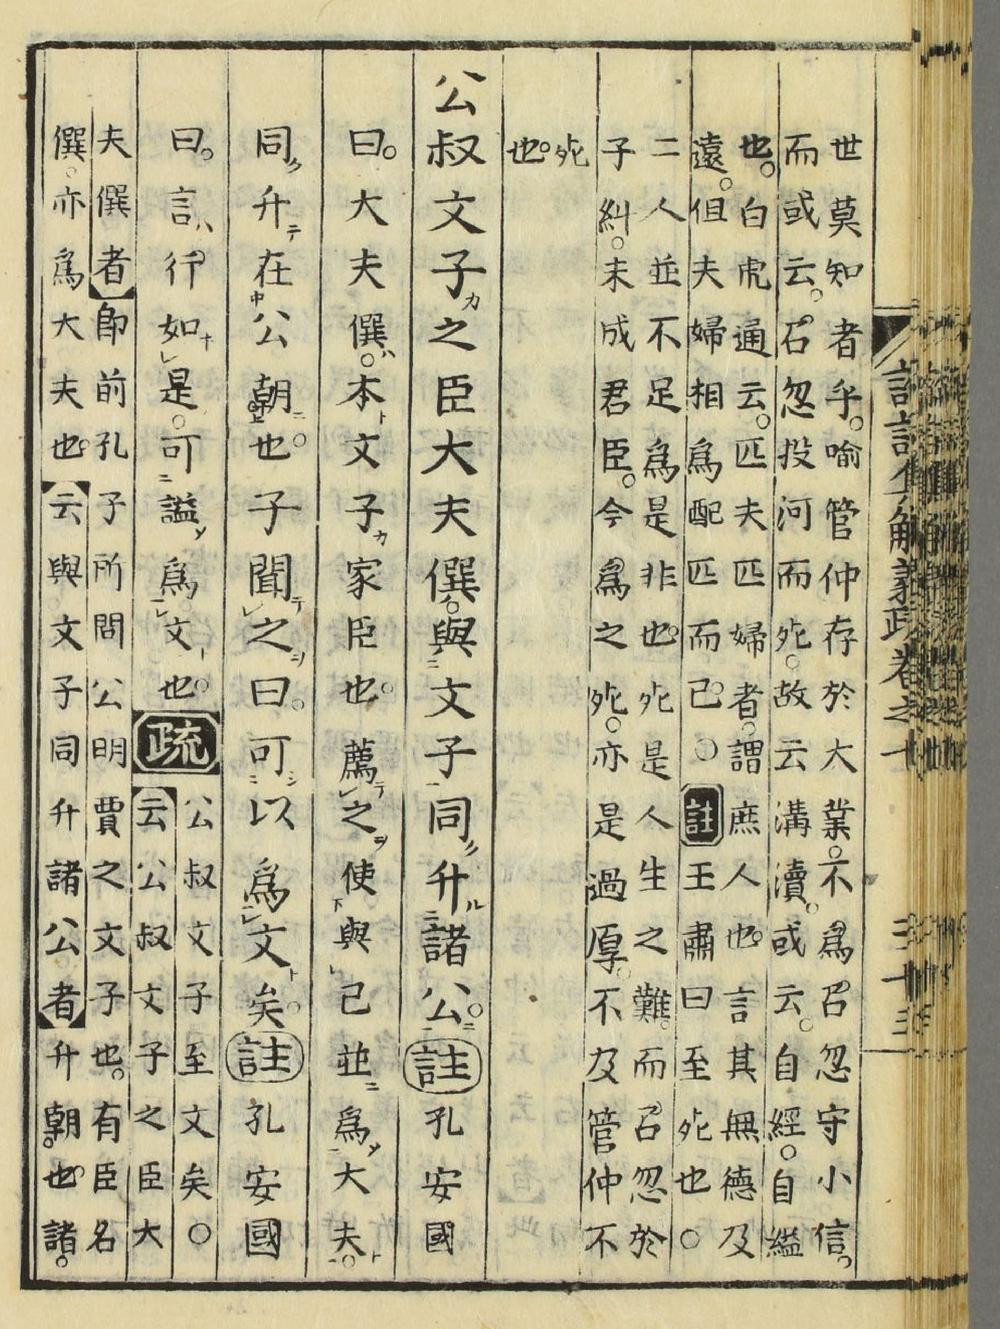 世莫知者乎。喻管仲存於大業。不爲召忽守小信。
而或云。石忽投河而死。故云溝瀆。或云。自經。自縊
也。白虎通云。匹夫匹婦者。謂庶人也。言其無德及
遠。但夫婦相爲配匹而已○註王肅曰至死也○
二人並不足爲是非也。死是人生之難。而召忽於
子糾。未成君臣。今爲之死。亦是過厚。不及管仲不
死
也。
公叔文子之臣大夫僎。與文子同升諸公。註孔安國
曰。大夫僎。本文子家臣也。薦之使與己並爲大夫。
同升在公朝也。子聞之曰。可以爲文矣。註孔安國
曰。言行如是。可謚爲文也。疏
公叔文子至文矣○
云公叔文子之臣大
夫僎者卽前孔子所問公明賈之文子也。有臣名
僎。亦爲大夫也。云與文子同升諸公者升朝也。諸。